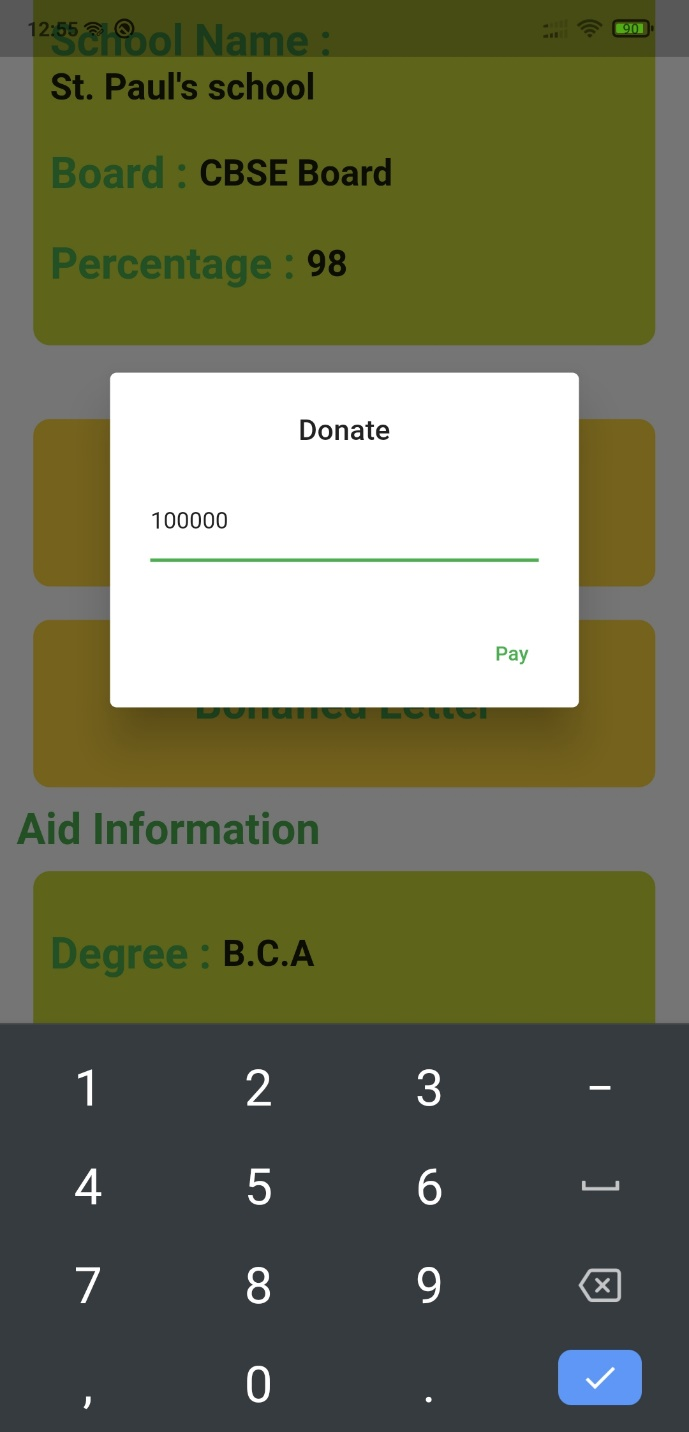 12:55
90
School Name :
St. Paul's school
Board : CBSE Board
Percentage : 98
Donate
100000
Pay
Letter
Aid Information
Degree : B.C.A
1 2 3 –
4 5 6
7 8 9
, 0 .